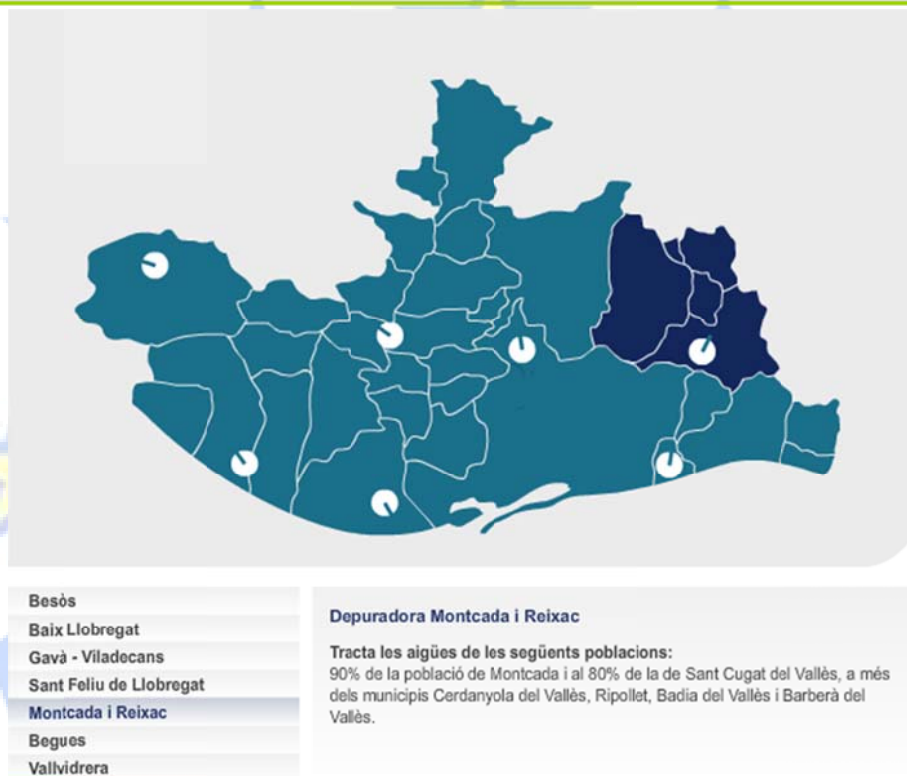 Besòs
Baix Llobregat
Gavà - Viladecans
Sant Feliu de Llobregat
Montcada i Reixac
Begues
Vallvidrera
Depuradora Montcada i Reixac
Tracta les aigües de les següents poblacions:
90% de la població de Montcada i al 80% de la de Sant Cugat del Vallès, a més
dels municipis Cerdanyola del Vallès, Ripollet, Badia del Vallès i Barberà del
Vallès.